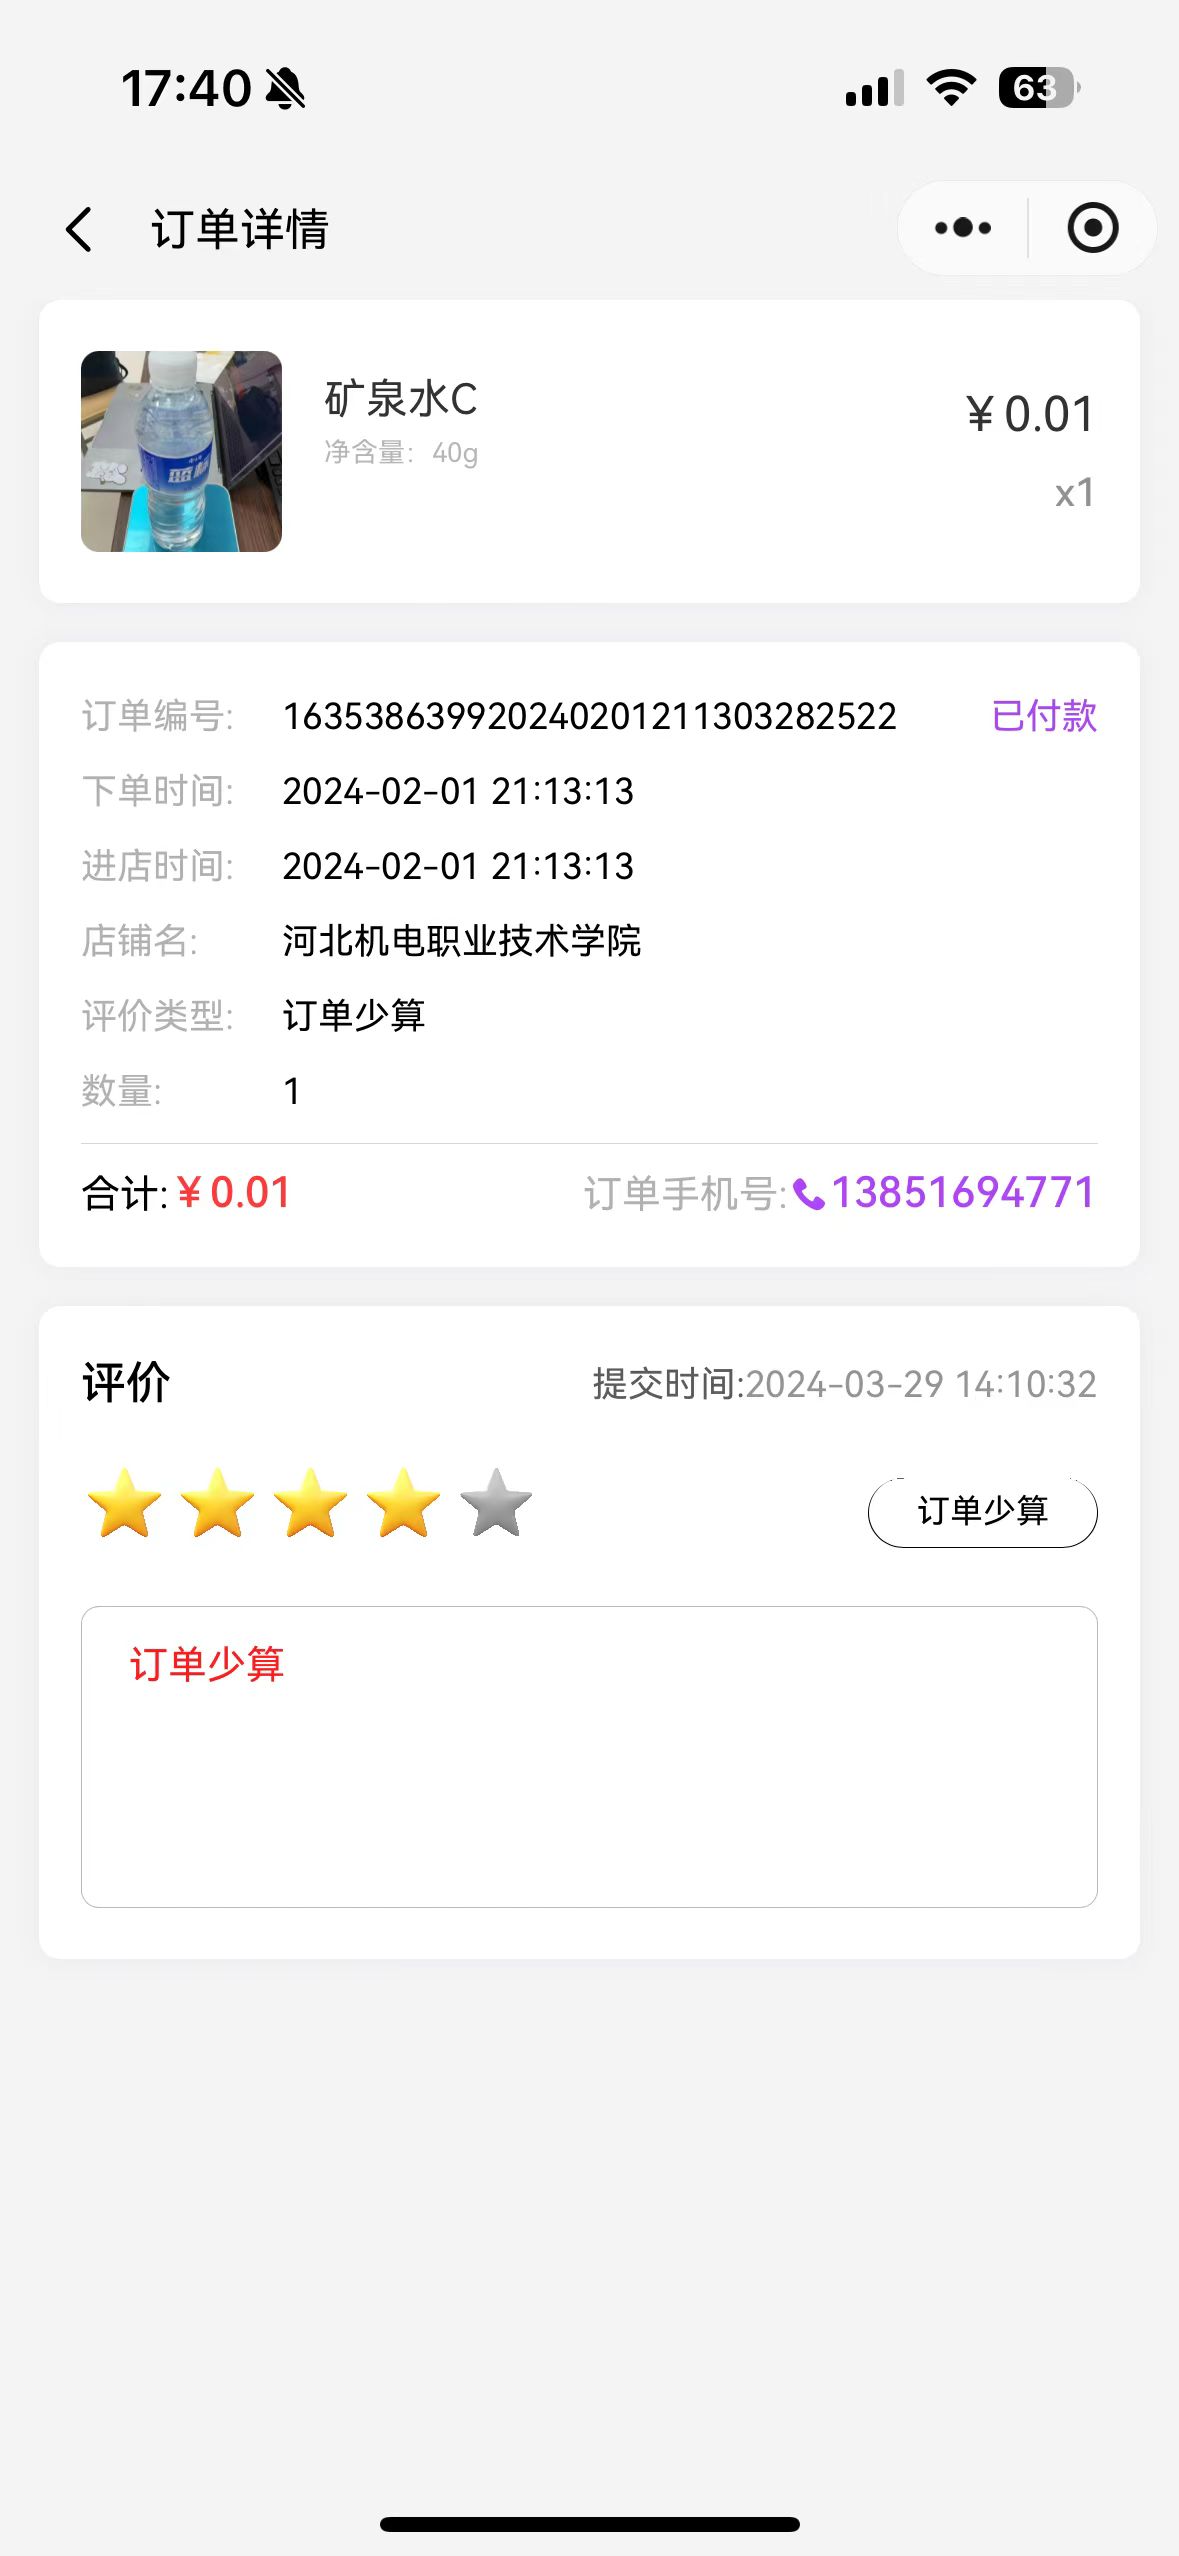 17:40
63
订单详情
矿泉水C
净含量：40g
¥0.01
x1
订单编号: 16353863992024020121130328​2522 已付款
下单时间: 2024-02-01 21:13:13
进店时间: 2024-02-01 21:13:13
店铺名: 河北机电职业技术学院
评价类型: 订单少算
数量: 1
合计:¥0.01 订单手机号:13851694771
评价 提交时间:2024-03-29 14:10:32
订单少算
订单少算